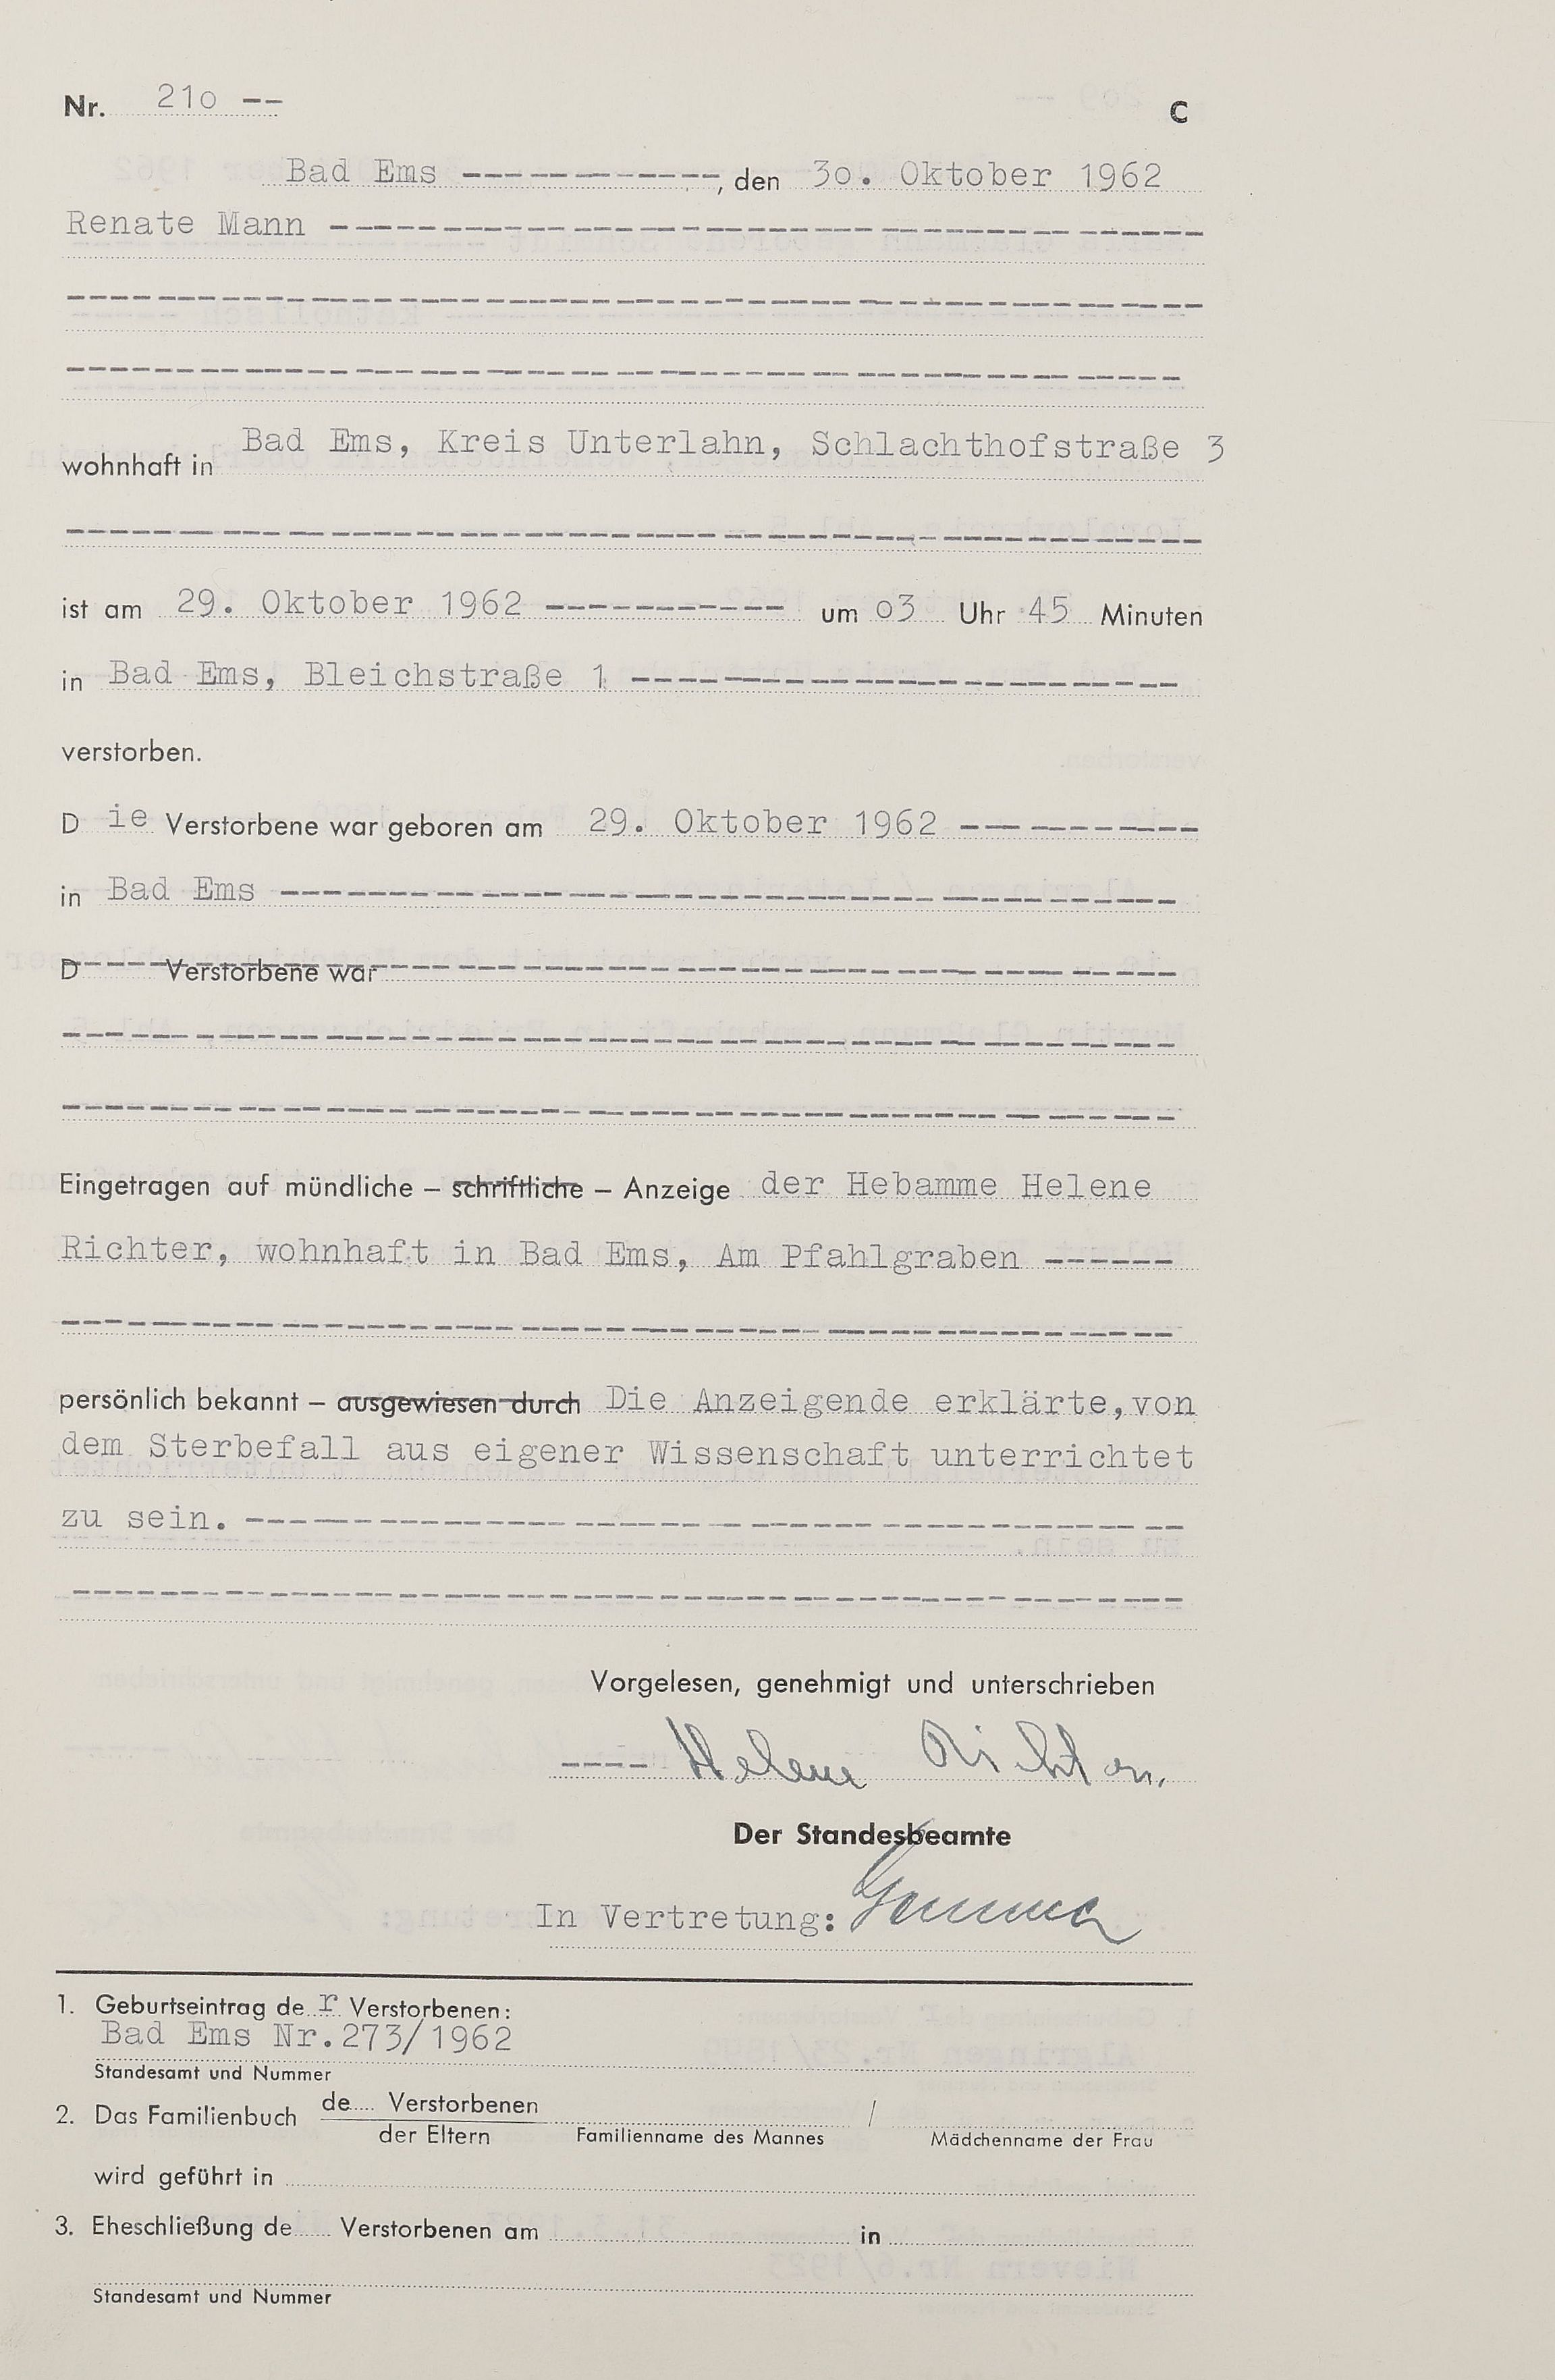 Nr. 21o -- C
Bad Ems ------------, den 3o. Oktober 1962
Renate Mann ----------------------------------------
----------------------------------------------------
----------------------------------------------------
wohnhaft in Bad Ems, Kreis Unterlahn, Schlachthofstraße 3
----------------------------------------------------
ist am 29. Oktober 1962 ----------- um o3 Uhr 45 Minuten
in Bad Ems, Bleichstraße 1 -------------------------
verstorben.
D ie Verstorbene war geboren am 29. Oktober 1962 -----------
in Bad Ems -----------------------------------------
D ---- Verstorbene war -------------------------------------
----------------------------------------------------
----------------------------------------------------
Eingetragen auf mündliche – schriftliche – Anzeige der Hebamme Helene
Richter, wohnhaft in Bad Ems, Am Pfahlgraben ------
----------------------------------------------------
persönlich bekannt – ausgewiesen durch Die Anzeigende erklärte, von
dem Sterbefall aus eigener Wissenschaft unterrichtet
zu sein. -------------------------------------------
----------------------------------------------------
Vorgelesen, genehmigt und unterschrieben
---- Helene Richter.
Der Standesbeamte
In Vertretung:
1. Geburtseintrag de r Verstorbenen:
Bad Ems Nr.273/1962
Standesamt und Nummer
2. Das Familienbuch de.... Verstorbenen /
der Eltern Familienname des Mannes Mädchenname der Frau
wird geführt in
3. Eheschließung de..... Verstorbenen am in
Standesamt und Nummer